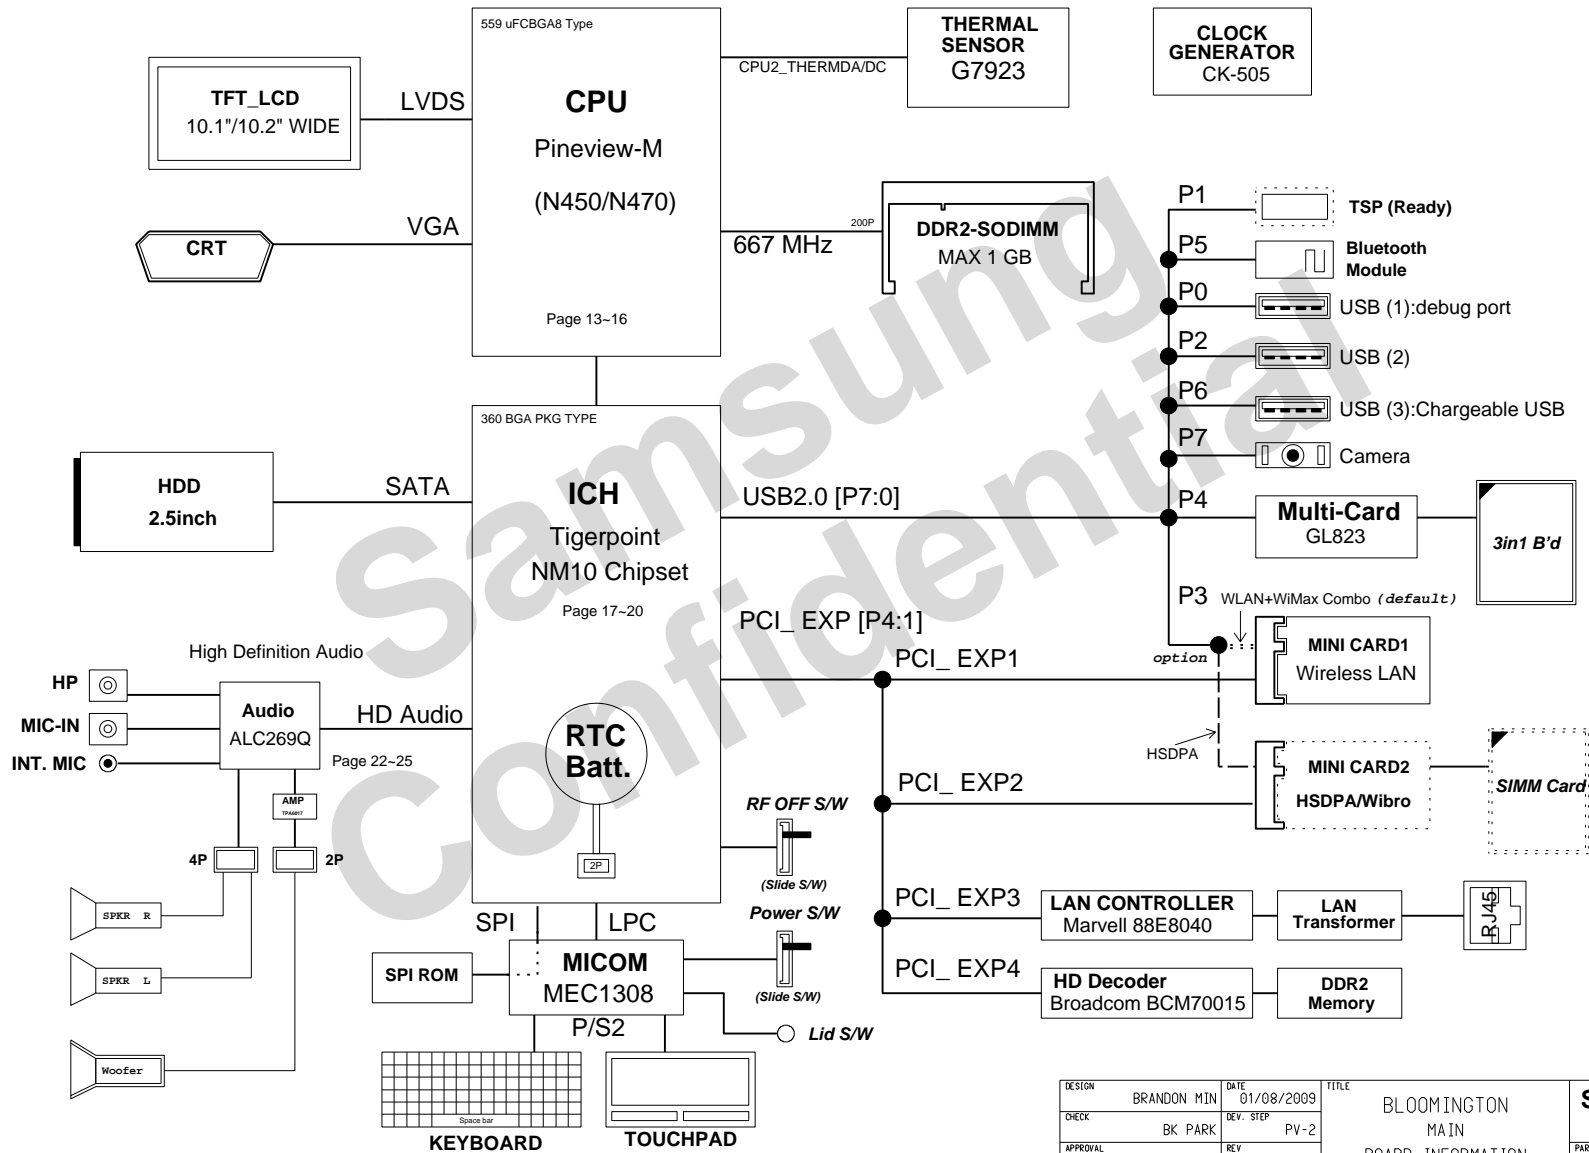 559 uFCBGA8 Type
CPU
Pineview-M
(N450/N470)
Page 13~16
THERMAL
SENSOR
G7923
CPU2_THERMDA/DC
CLOCK
GENERATOR
CK-505
TFT_LCD
10.1"/10.2" WIDE
LVDS
CRT
VGA
667 MHz
200P
DDR2-SODIMM
MAX 1 GB
P1
TSP (Ready)
P5
Bluetooth
Module
P0
USB (1):debug port
P2
USB (2)
P6
USB (3):Chargeable USB
P7
Camera
P4
Multi-Card
GL823
3in1 B'd
P3
WLAN+WiMax Combo (default)
option
MINI CARD1
Wireless LAN
HSDPA
MINI CARD2
HSDPA/Wibro
SIMM Card
360 BGA PKG TYPE
ICH
Tigerpoint
NM10 Chipset
Page 17~20
HDD
2.5inch
SATA
USB2.0 [P7:0]
PCI_ EXP [P4:1]
PCI_ EXP1
PCI_ EXP2
PCI_ EXP3
PCI_ EXP4
LAN CONTROLLER
Marvell 88E8040
LAN
Transformer
RJ45
HD Decoder
Broadcom BCM70015
DDR2
Memory
High Definition Audio
HP
MIC-IN
INT. MIC
Audio
ALC269Q
HD Audio
Page 22~25
AMP
TPA6017
4P
2P
SPKR R
SPKR L
Woofer
RTC
Batt.
2P
RF OFF S/W
(Slide S/W)
Power S/W
(Slide S/W)
Lid S/W
SPI
LPC
SPI ROM
MICOM
MEC1308
P/S2
Space bar
KEYBOARD
TOUCHPAD
Samsung
Confidential
DESIGN
BRANDON MIN
DATE
01/08/2009
TITLE
BLOOMINGTON
MAIN
BOARD INFORMATION
CHECK
BK PARK
DEV. STEP
PV-2
APPROVAL
REV
S
PAR